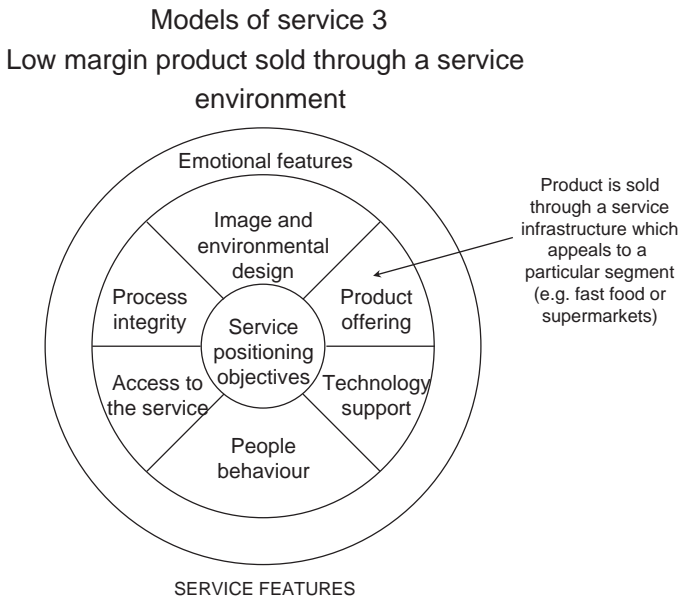 Models of service 3
Low margin product sold through a service
environment
Emotional features
Image and
environmental
design
Process
integrity
Product
offering
Service
positioning
objectives
Access to
the service
Technology
support
People
behaviour
Product is sold
through a service
infrastructure which
appeals to a
particular segment
(e.g. fast food or
supermarkets)
SERVICE FEATURES